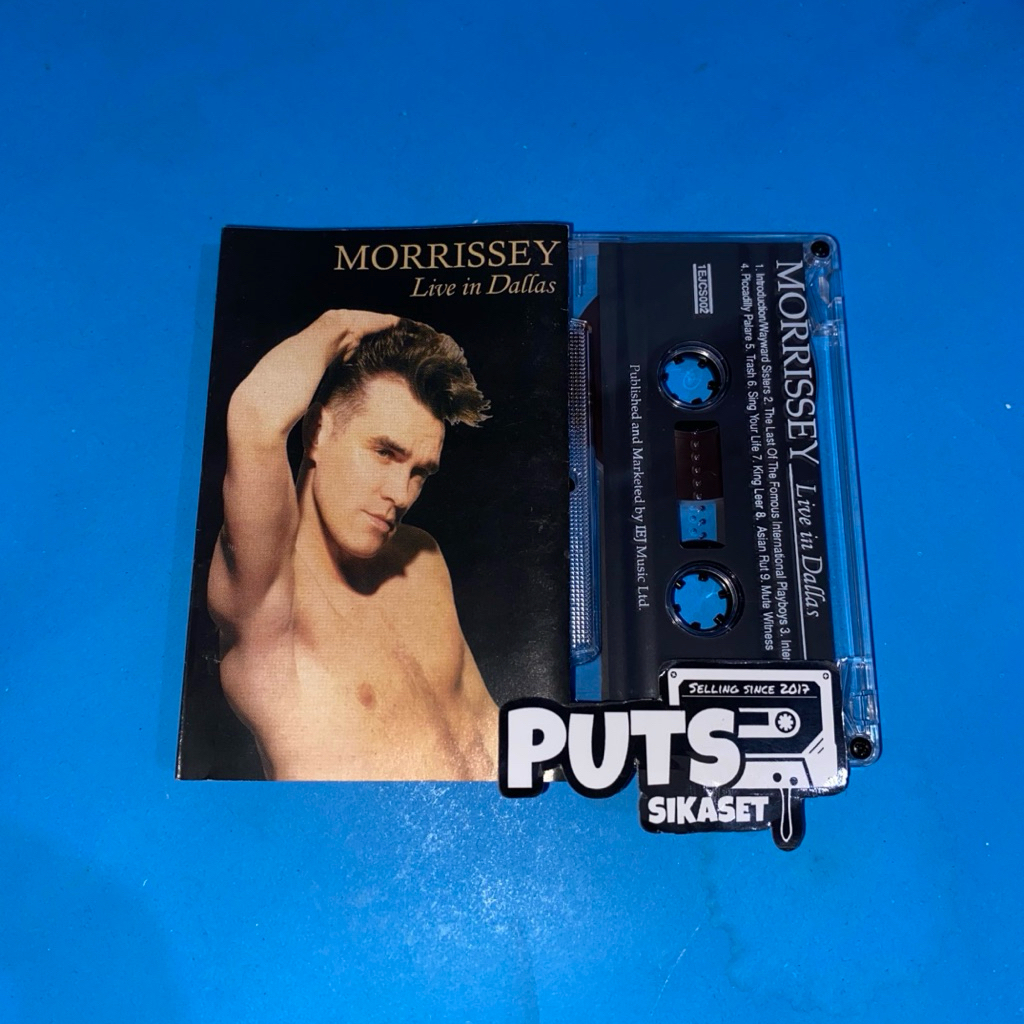 MORRISSEY
Live in Dallas
MORRISSEY Live in Dallas
1. Introduction/Wayward Sisters 2. The Last Of The Fomous International Playboys 3. Inter
4. Piccadilly Palare 5. Trash 6. Sing Your Life 7. King Leer 8. Asian Rut 9. Mute Witness
1EJCS002
Published and Marketed by IEJ Music Ltd.
SELLING SINCE 2017
PUTS
SIKASET